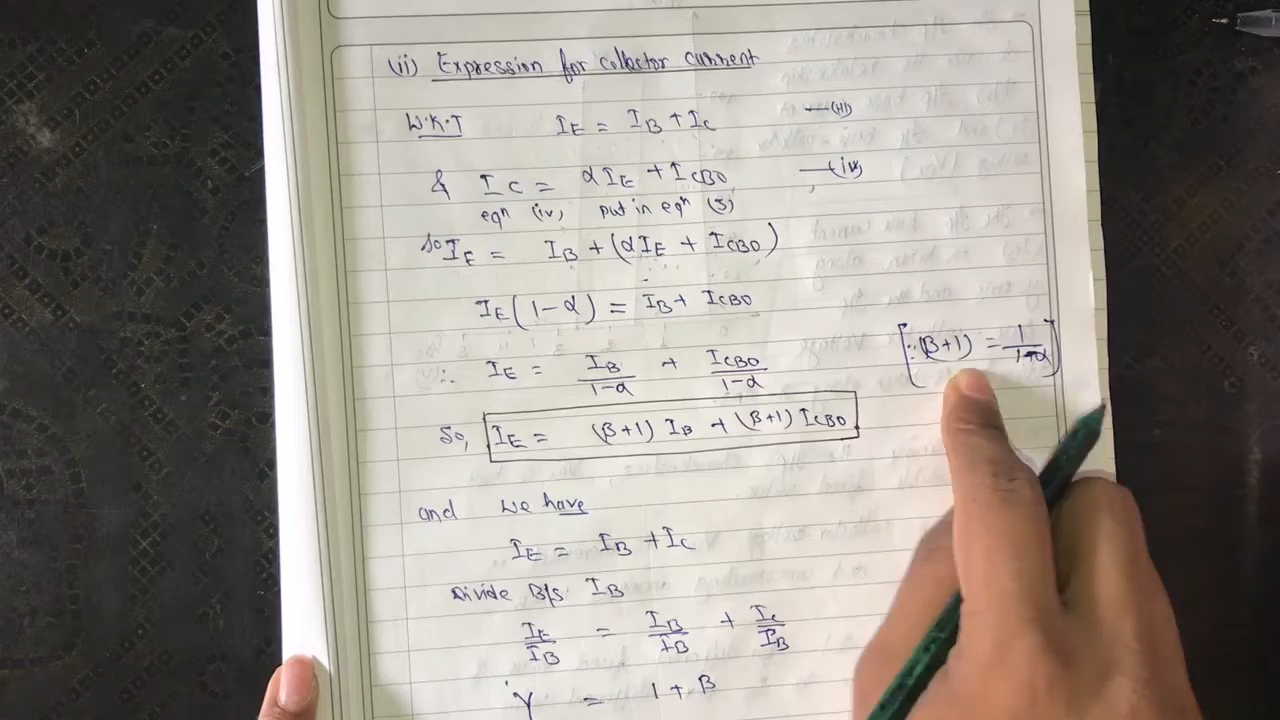 (ii) Expression for collector current
W.K.T IE = IB + IC —(III)
& IC = αIE + ICBO —(iv)
eqn (iv) put in eqn (3)
So IE = IB + (αIE + ICBO)
IE(1-α) = IB + ICBO
∴ IE = IB/1-α + ICBO/1-α [∵(β+1) = 1/1-α]
So, IE = (β+1) IB + (β+1) ICBO
and we have
IE = IB + IC
Divide B/s IB
IE/IB = IB/IB + IC/IB
γ = 1 + β